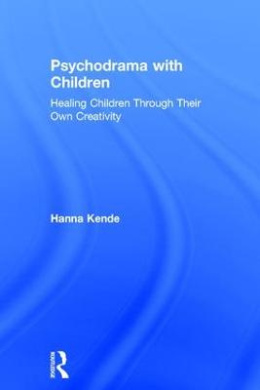 Psychodrama with
Children
Healing Children Through Their
Own Creativity
Hanna Kende
ROUTLEDGE